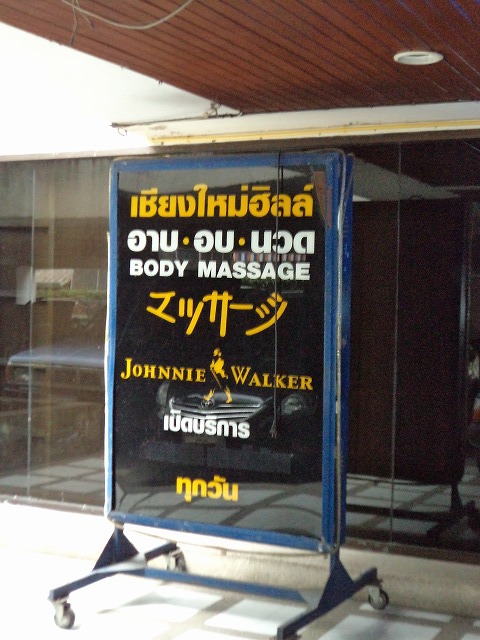 เชียงใหม่ฮิลล์
อาบ·อบ·นวด
BODY MASSAGE
マッサージ
JOHNNIE WALKER
เปิดบริการ
ทุกวัน